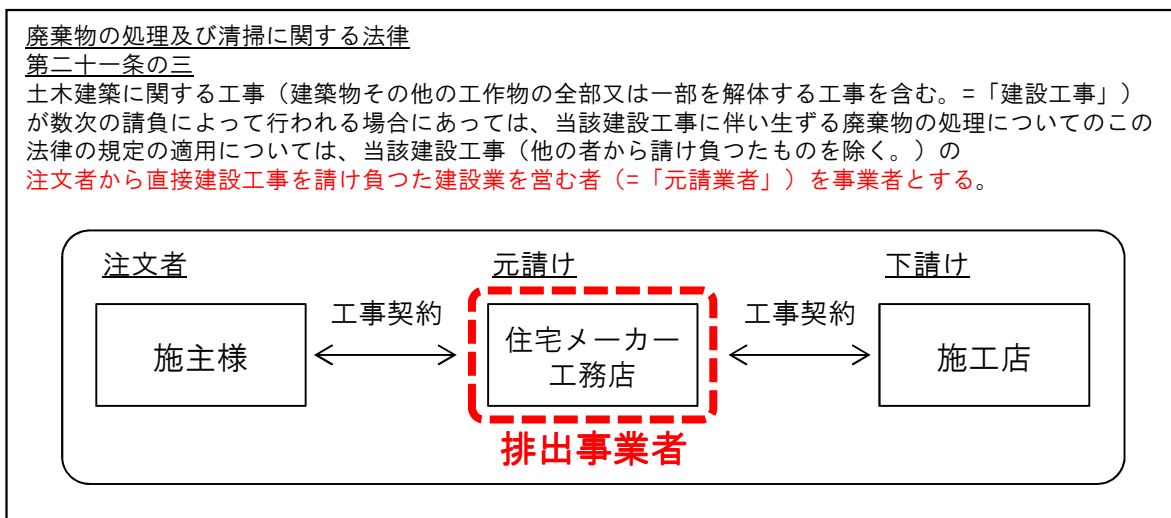 廃棄物の処理及び清掃に関する法律
第二十一条の三
土木建築に関する工事（建築物その他の工作物の全部又は一部を解体する工事を含む。=「建設工事」）
が数次の請負によって行われる場合にあっては、当該建設工事に伴い生ずる廃棄物の処理についてのこの
法律の規定の適用については、当該建設工事（他の者から請け負つたものを除く。）の
注文者から直接建設工事を請け負つた建設業を営む者（=「元請業者」）を事業者とする。
注文者
元請け
下請け
施主様
工事契約
住宅メーカー
工務店
工事契約
施工店
排出事業者